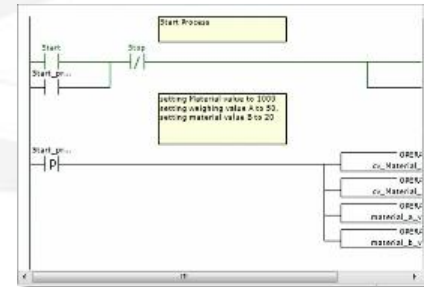 Start Process
Start
Stop
Start_pr...
setting Material value to 1000
setting weighing value A to 50,
setting material value B to 20
Start_pr...
P
OPERA
cv_Material_
OPERA
cv_Material_
OPERA
material_a_v
OPERA
material_b_v